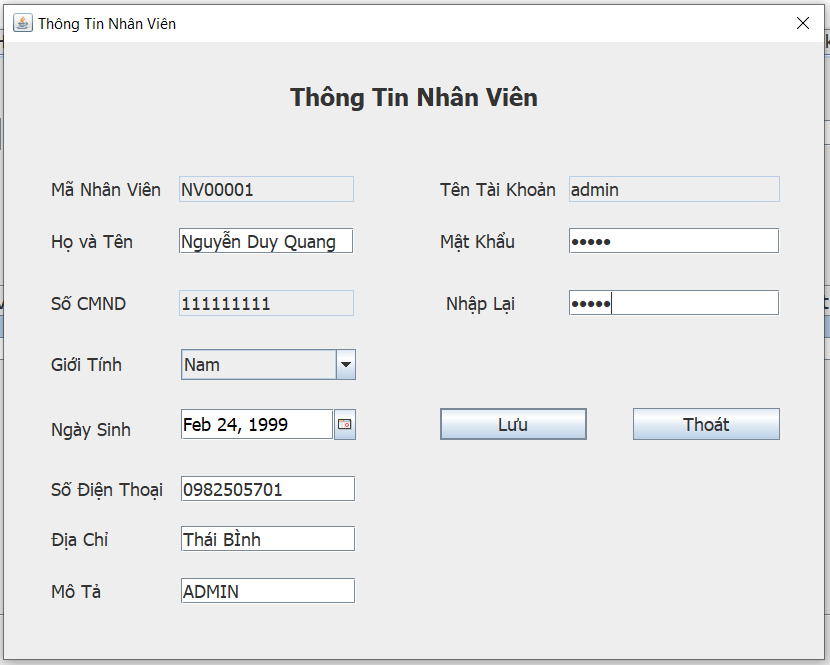 Thông Tin Nhân Viên
Thông Tin Nhân Viên
Mã Nhân Viên NV00001
Tên Tài Khoản admin
Họ và Tên Nguyễn Duy Quang
Mật Khẩu •••••
Số CMND 111111111
Nhập Lại •••••
Giới Tính Nam
Ngày Sinh Feb 24, 1999
Lưu
Thoát
Số Điện Thoại 0982505701
Địa Chỉ Thái BÌnh
Mô Tả ADMIN